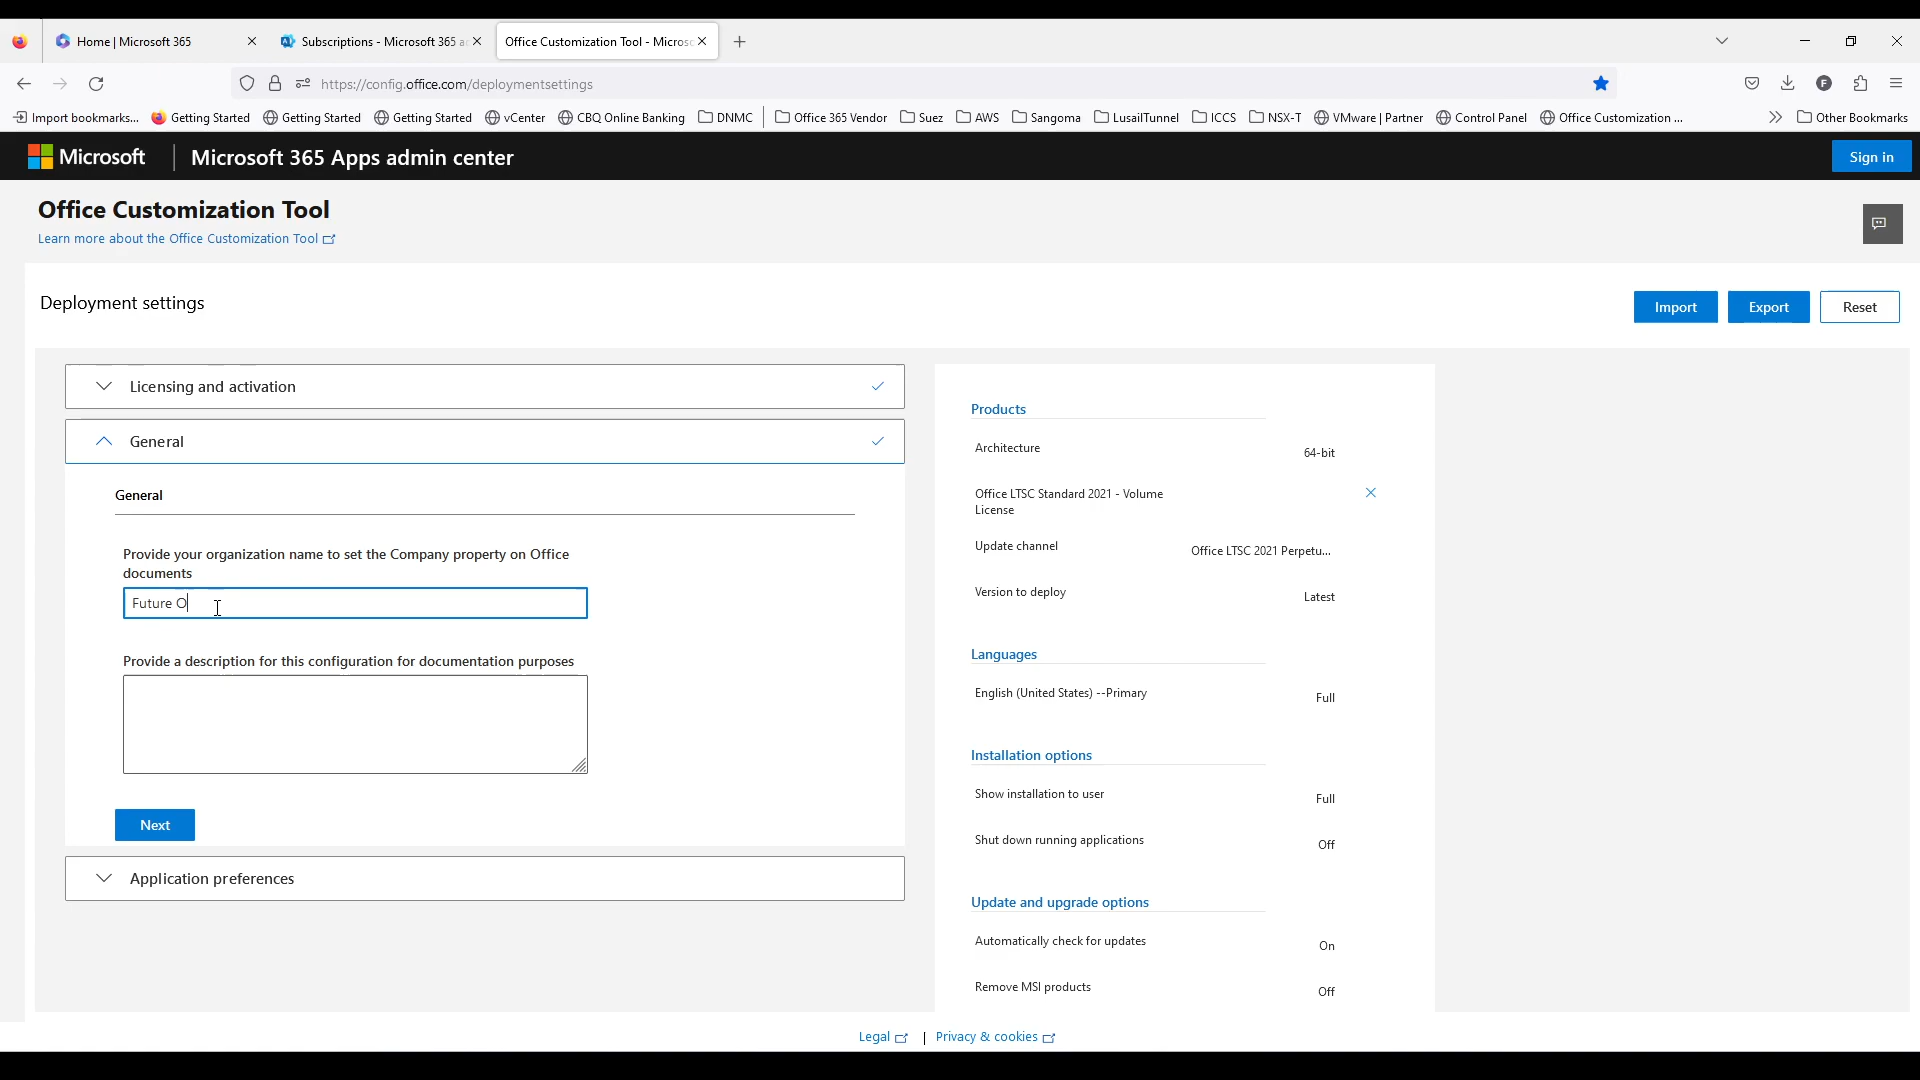 Home | Microsoft 365
Subscriptions - Microsoft 365 a
Office Customization Tool - Micros
https://config.office.com/deploymentsettings
Import bookmarks...
Getting Started
Getting Started
Getting Started
vCenter
CBQ Online Banking
DNMC
Office 365 Vendor
Suez
AWS
Sangoma
LusailTunnel
ICCS
NSX-T
VMware | Partner
Control Panel
Office Customization ...
Other Bookmarks
F
Microsoft
Microsoft 365 Apps admin center
Sign in
Office Customization Tool
Learn more about the Office Customization Tool
Deployment settings
Import
Export
Reset
Licensing and activation
General
General
Provide your organization name to set the Company property on Office
documents
Future O
Provide a description for this configuration for documentation purposes
Next
Application preferences
Products
Architecture
64-bit
Office LTSC Standard 2021 - Volume
License
Update channel
Office LTSC 2021 Perpetu...
Version to deploy
Latest
Languages
English (United States) --Primary
Full
Installation options
Show installation to user
Full
Shut down running applications
Off
Update and upgrade options
Automatically check for updates
On
Remove MSI products
Off
Legal
Privacy & cookies